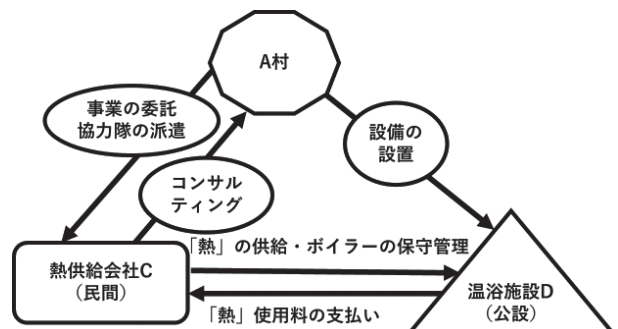 A村
事業の委託
協力隊の派遣
設備の
設置
コンサル
ティング
「熱」の供給・ボイラーの保守管理
熱供給会社C
（民間）
温浴施設D
（公設）
「熱」使用料の支払い